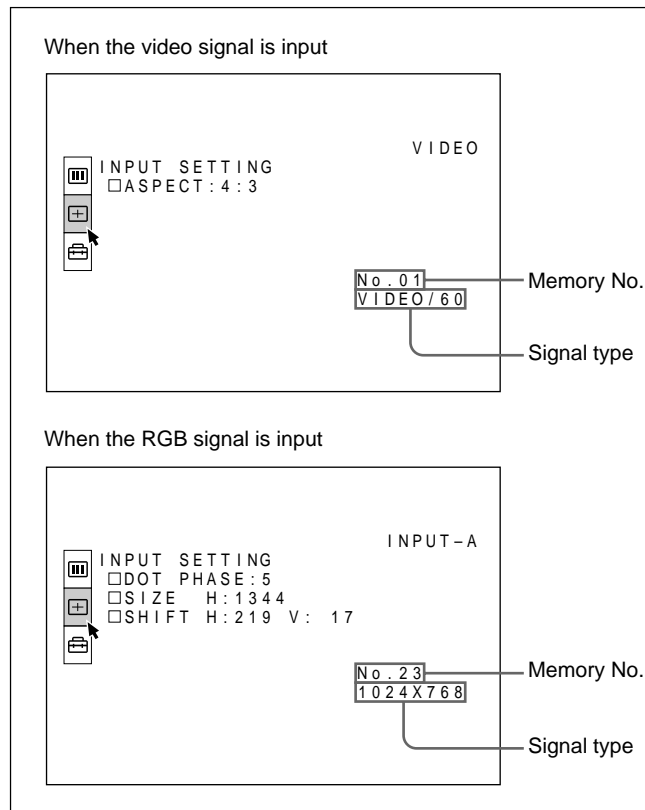 When the video signal is input
VIDEO
INPUT SETTING
□ASPECT:4:3
No.01
Memory No.
VIDEO/60
Signal type
When the RGB signal is input
INPUT–A
INPUT SETTING
□DOT PHASE:5
□SIZE H:1344
□SHIFT H:219 V: 17
No.23
Memory No.
1024X768
Signal type